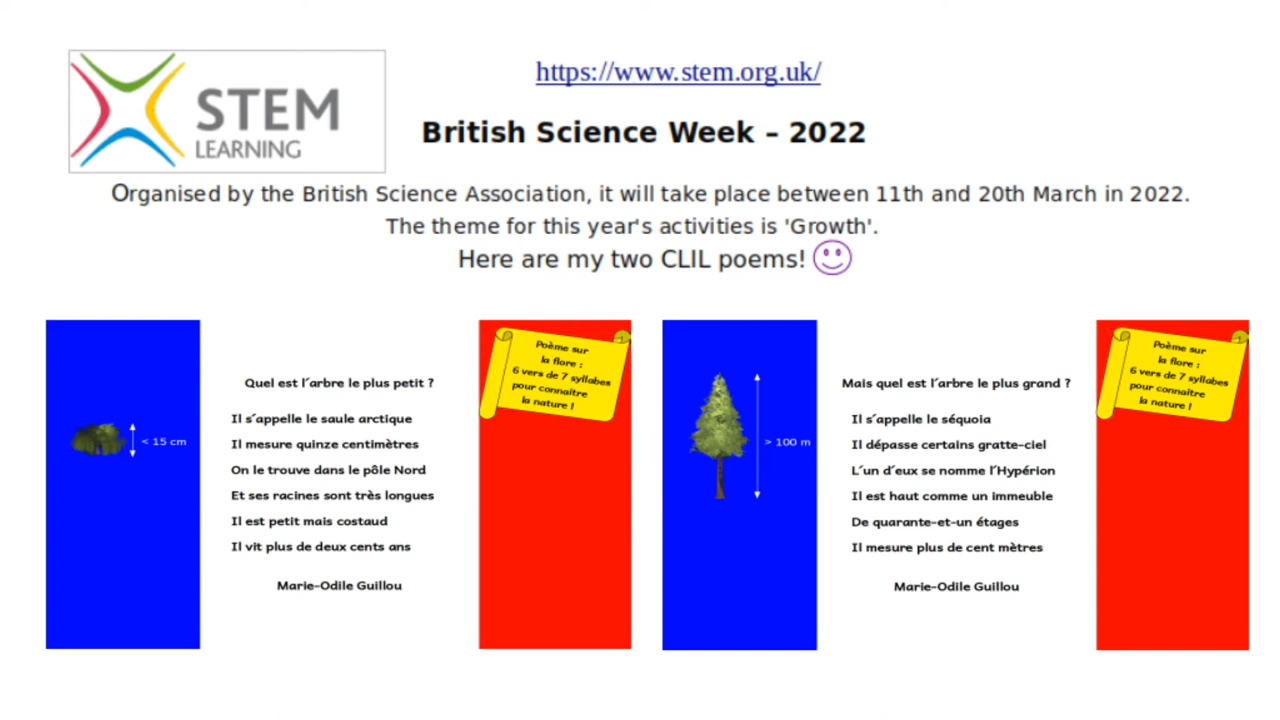 STEM
LEARNING
https://www.stem.org.uk/
British Science Week – 2022
Organised by the British Science Association, it will take place between 11th and 20th March in 2022.
The theme for this year's activities is 'Growth'.
Here are my two CLIL poems!
< 15 cm
Quel est l'arbre le plus petit ?
Il s'appelle le saule arctique
Il mesure quinze centimètres
On le trouve dans le pôle Nord
Et ses racines sont très longues
Il est petit mais costaud
Il vit plus de deux cents ans
Marie-Odile Guillou
Poème sur
la flore :
6 vers de 7 syllabes
pour connaître
la nature !
> 100 m
Mais quel est l'arbre le plus grand ?
Il s'appelle le séquoia
Il dépasse certains gratte-ciel
L'un d'eux se nomme l'Hypérion
Il est haut comme un immeuble
De quarante-et-un étages
Il mesure plus de cent mètres
Marie-Odile Guillou
Poème sur
la flore :
6 vers de 7 syllabes
pour connaître
la nature !